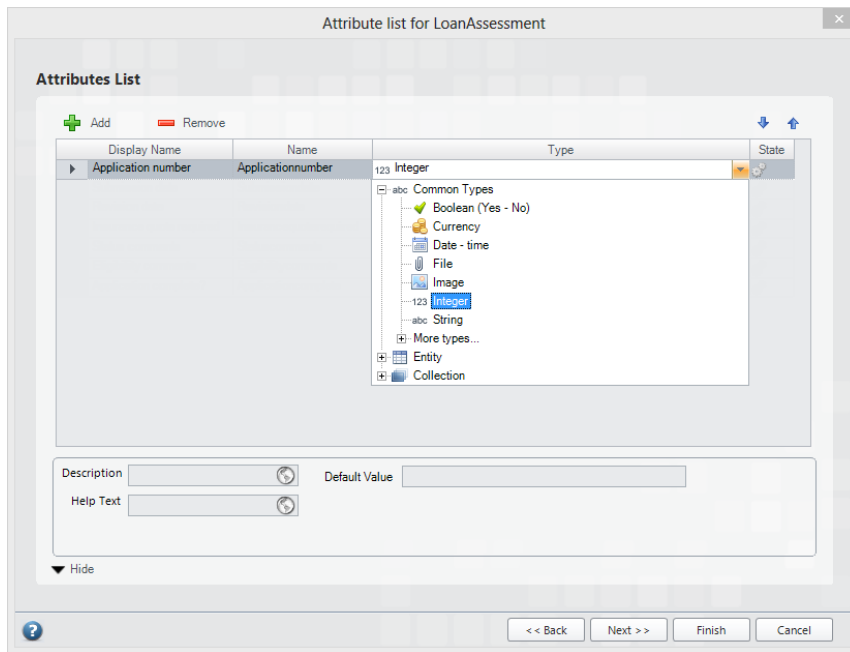 Attribute list for LoanAssessment
Attributes List
Add Remove
Display Name Name Type State
Application number Applicationnumber 123 Integer
abc Common Types
Boolean (Yes - No)
Currency
Date - time
File
Image
123 Integer
abc String
More types...
Entity
Collection
Description Default Value
Help Text
Hide
< < Back Next > > Finish Cancel